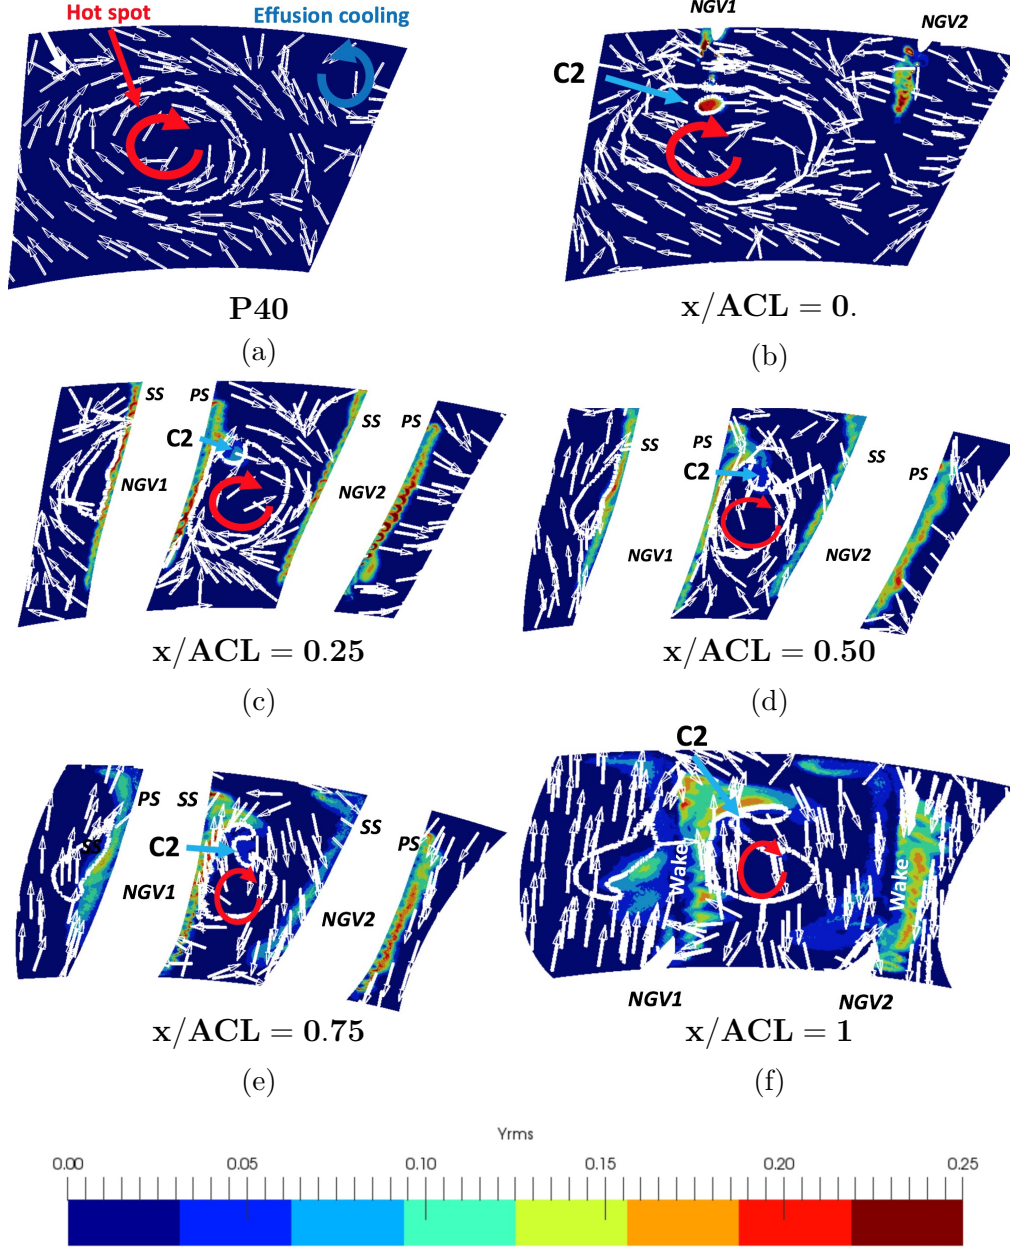 Hot spot
Effusion cooling
NGV1
NGV2
C2
P40
x/ACL = 0.
(a)
(b)
SS
PS
SS
PS
C2
NGV1
NGV2
SS
PS
C2
SS
PS
NGV1
NGV2
x/ACL = 0.25
x/ACL = 0.50
(c)
(d)
PS
SS
SS
SS
PS
C2
NGV1
NGV2
C2
Wake
Wake
NGV1
NGV2
x/ACL = 0.75
x/ACL = 1
(e)
(f)
Yrms
0.00
0.05
0.10
0.15
0.20
0.25